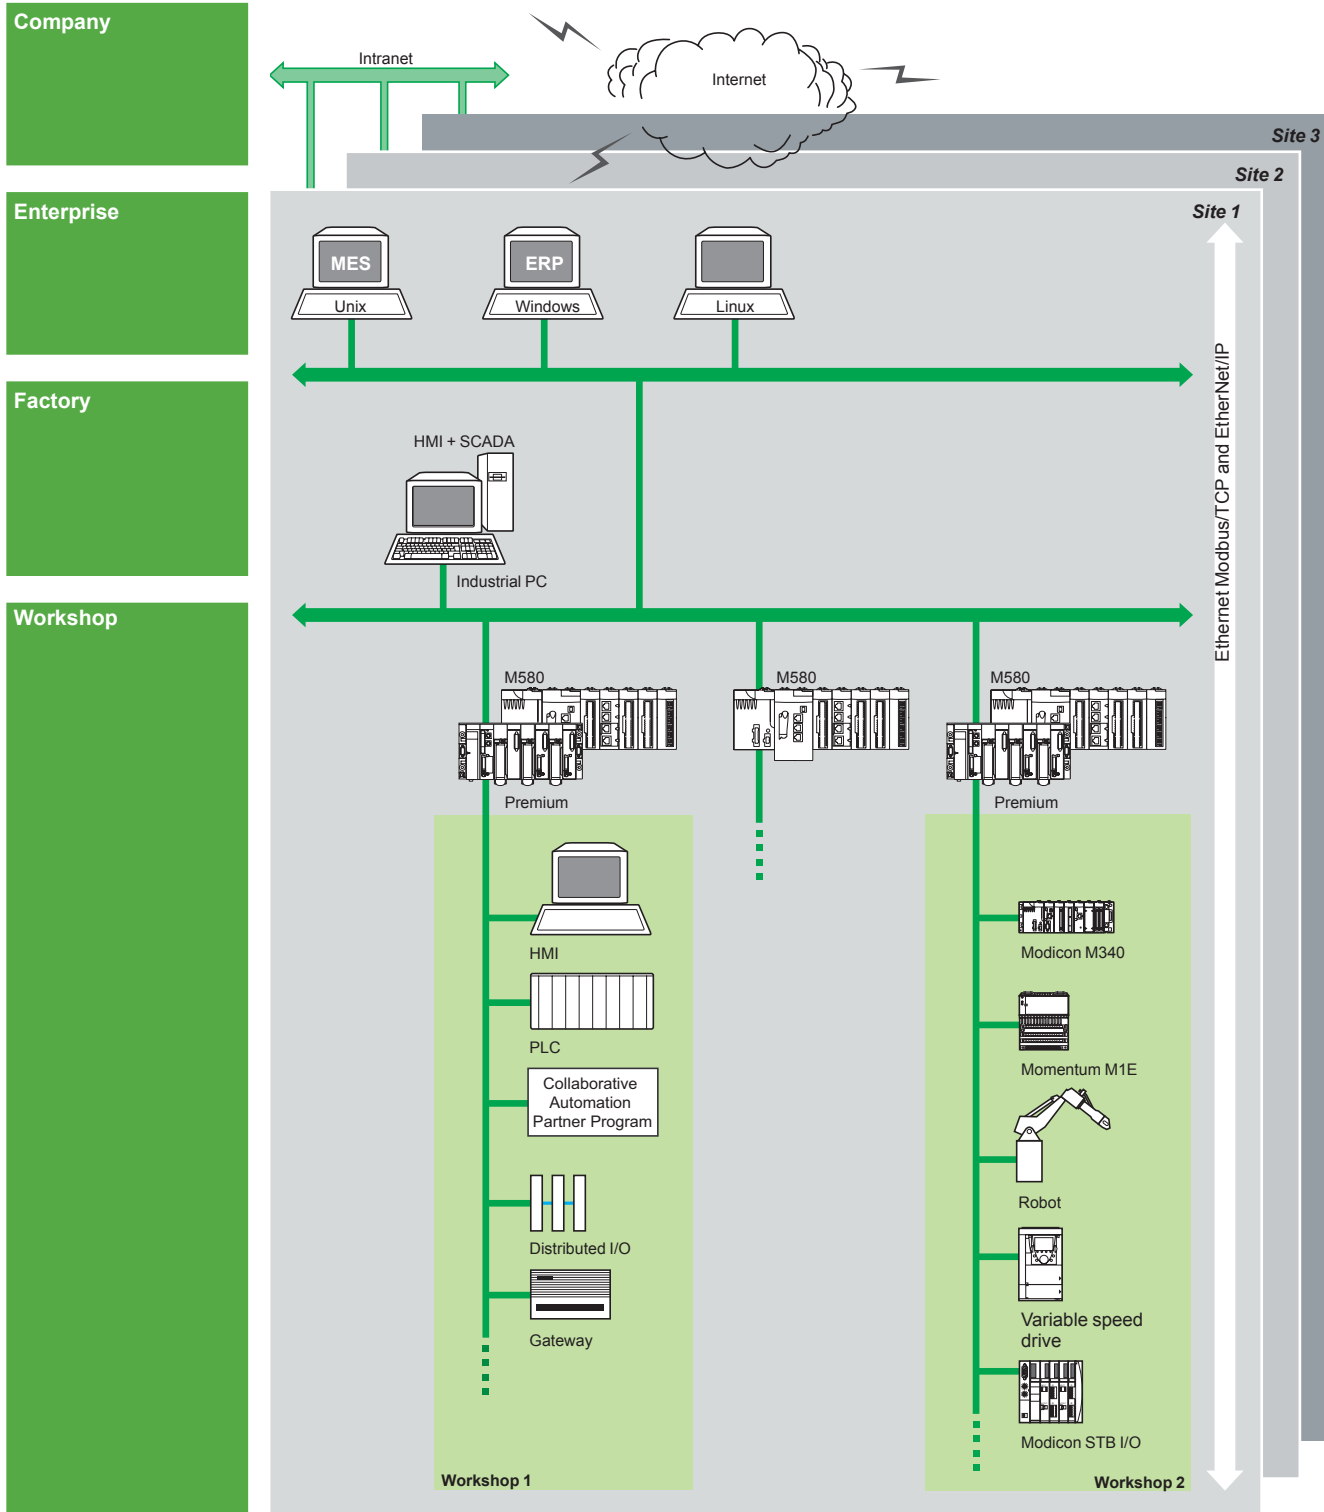 Company
Intranet
Internet
Site 3
Site 2
Site 1
Enterprise
MES
Unix
ERP
Windows
Linux
Ethernet Modbus/TCP and EtherNet/IP
Factory
HMI + SCADA
Industrial PC
Workshop
M580
M580
M580
Premium
Premium
HMI
PLC
Collaborative
Automation
Partner Program
Distributed I/O
Gateway
Workshop 1
Modicon M340
Momentum M1E
Robot
Variable speed
drive
Modicon STB I/O
Workshop 2